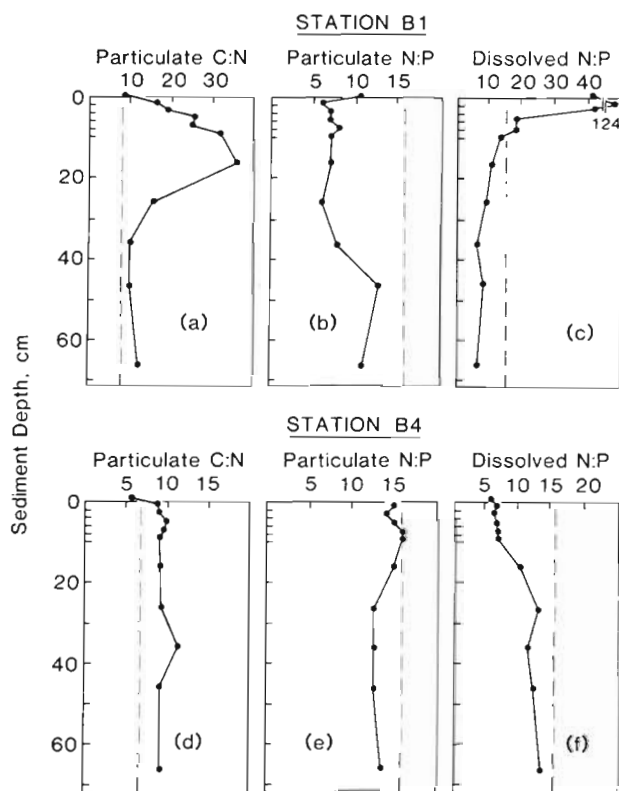 STATION B1
Particulate C:N
Particulate N:P
Dissolved N:P
10 20 30
5 10 15
10 20 30 40
0
20
40
60
124
(a)
(b)
(c)
Sediment Depth, cm
STATION B4
Particulate C:N
Particulate N:P
Dissolved N:P
5 10 15
5 10 15
5 10 15 20
0
20
40
60
(d)
(e)
(f)